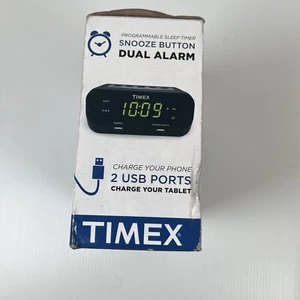 PROGRAMMABLE SLEEP TIMER
SNOOZE BUTTON
DUAL ALARM
TIMEX
10:09
CHARGE YOUR PHONE
2 USB PORTS
CHARGE YOUR TABLET
TIMEX